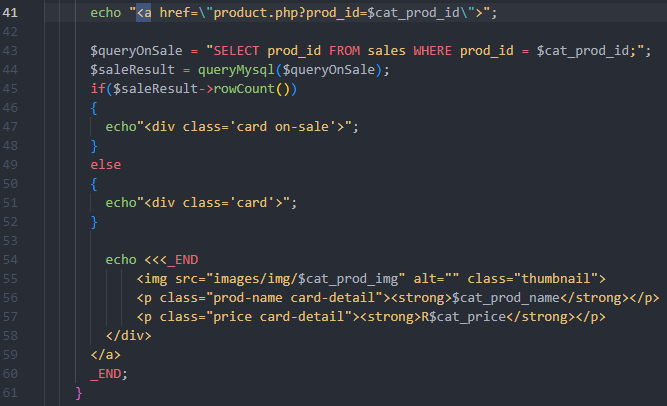 41 echo "<a href=\"product.php?prod_id=$cat_prod_id\">";
42
43 $queryOnSale = "SELECT prod_id FROM sales WHERE prod_id = $cat_prod_id;";
44 $saleResult = queryMysql($queryOnSale);
45 if($saleResult->rowCount())
46 {
47 echo"<div class='card on-sale'>";
48 }
49 else
50 {
51 echo"<div class='card'>";
52 }
53
54 echo <<<_END
55 <img src="images/img/$cat_prod_img" alt="" class="thumbnail">
56 <p class="prod-name card-detail"><strong>$cat_prod_name</strong></p>
57 <p class="price card-detail"><strong>R$cat_price</strong></p>
58 </div>
59 </a>
60 _END;
61 }